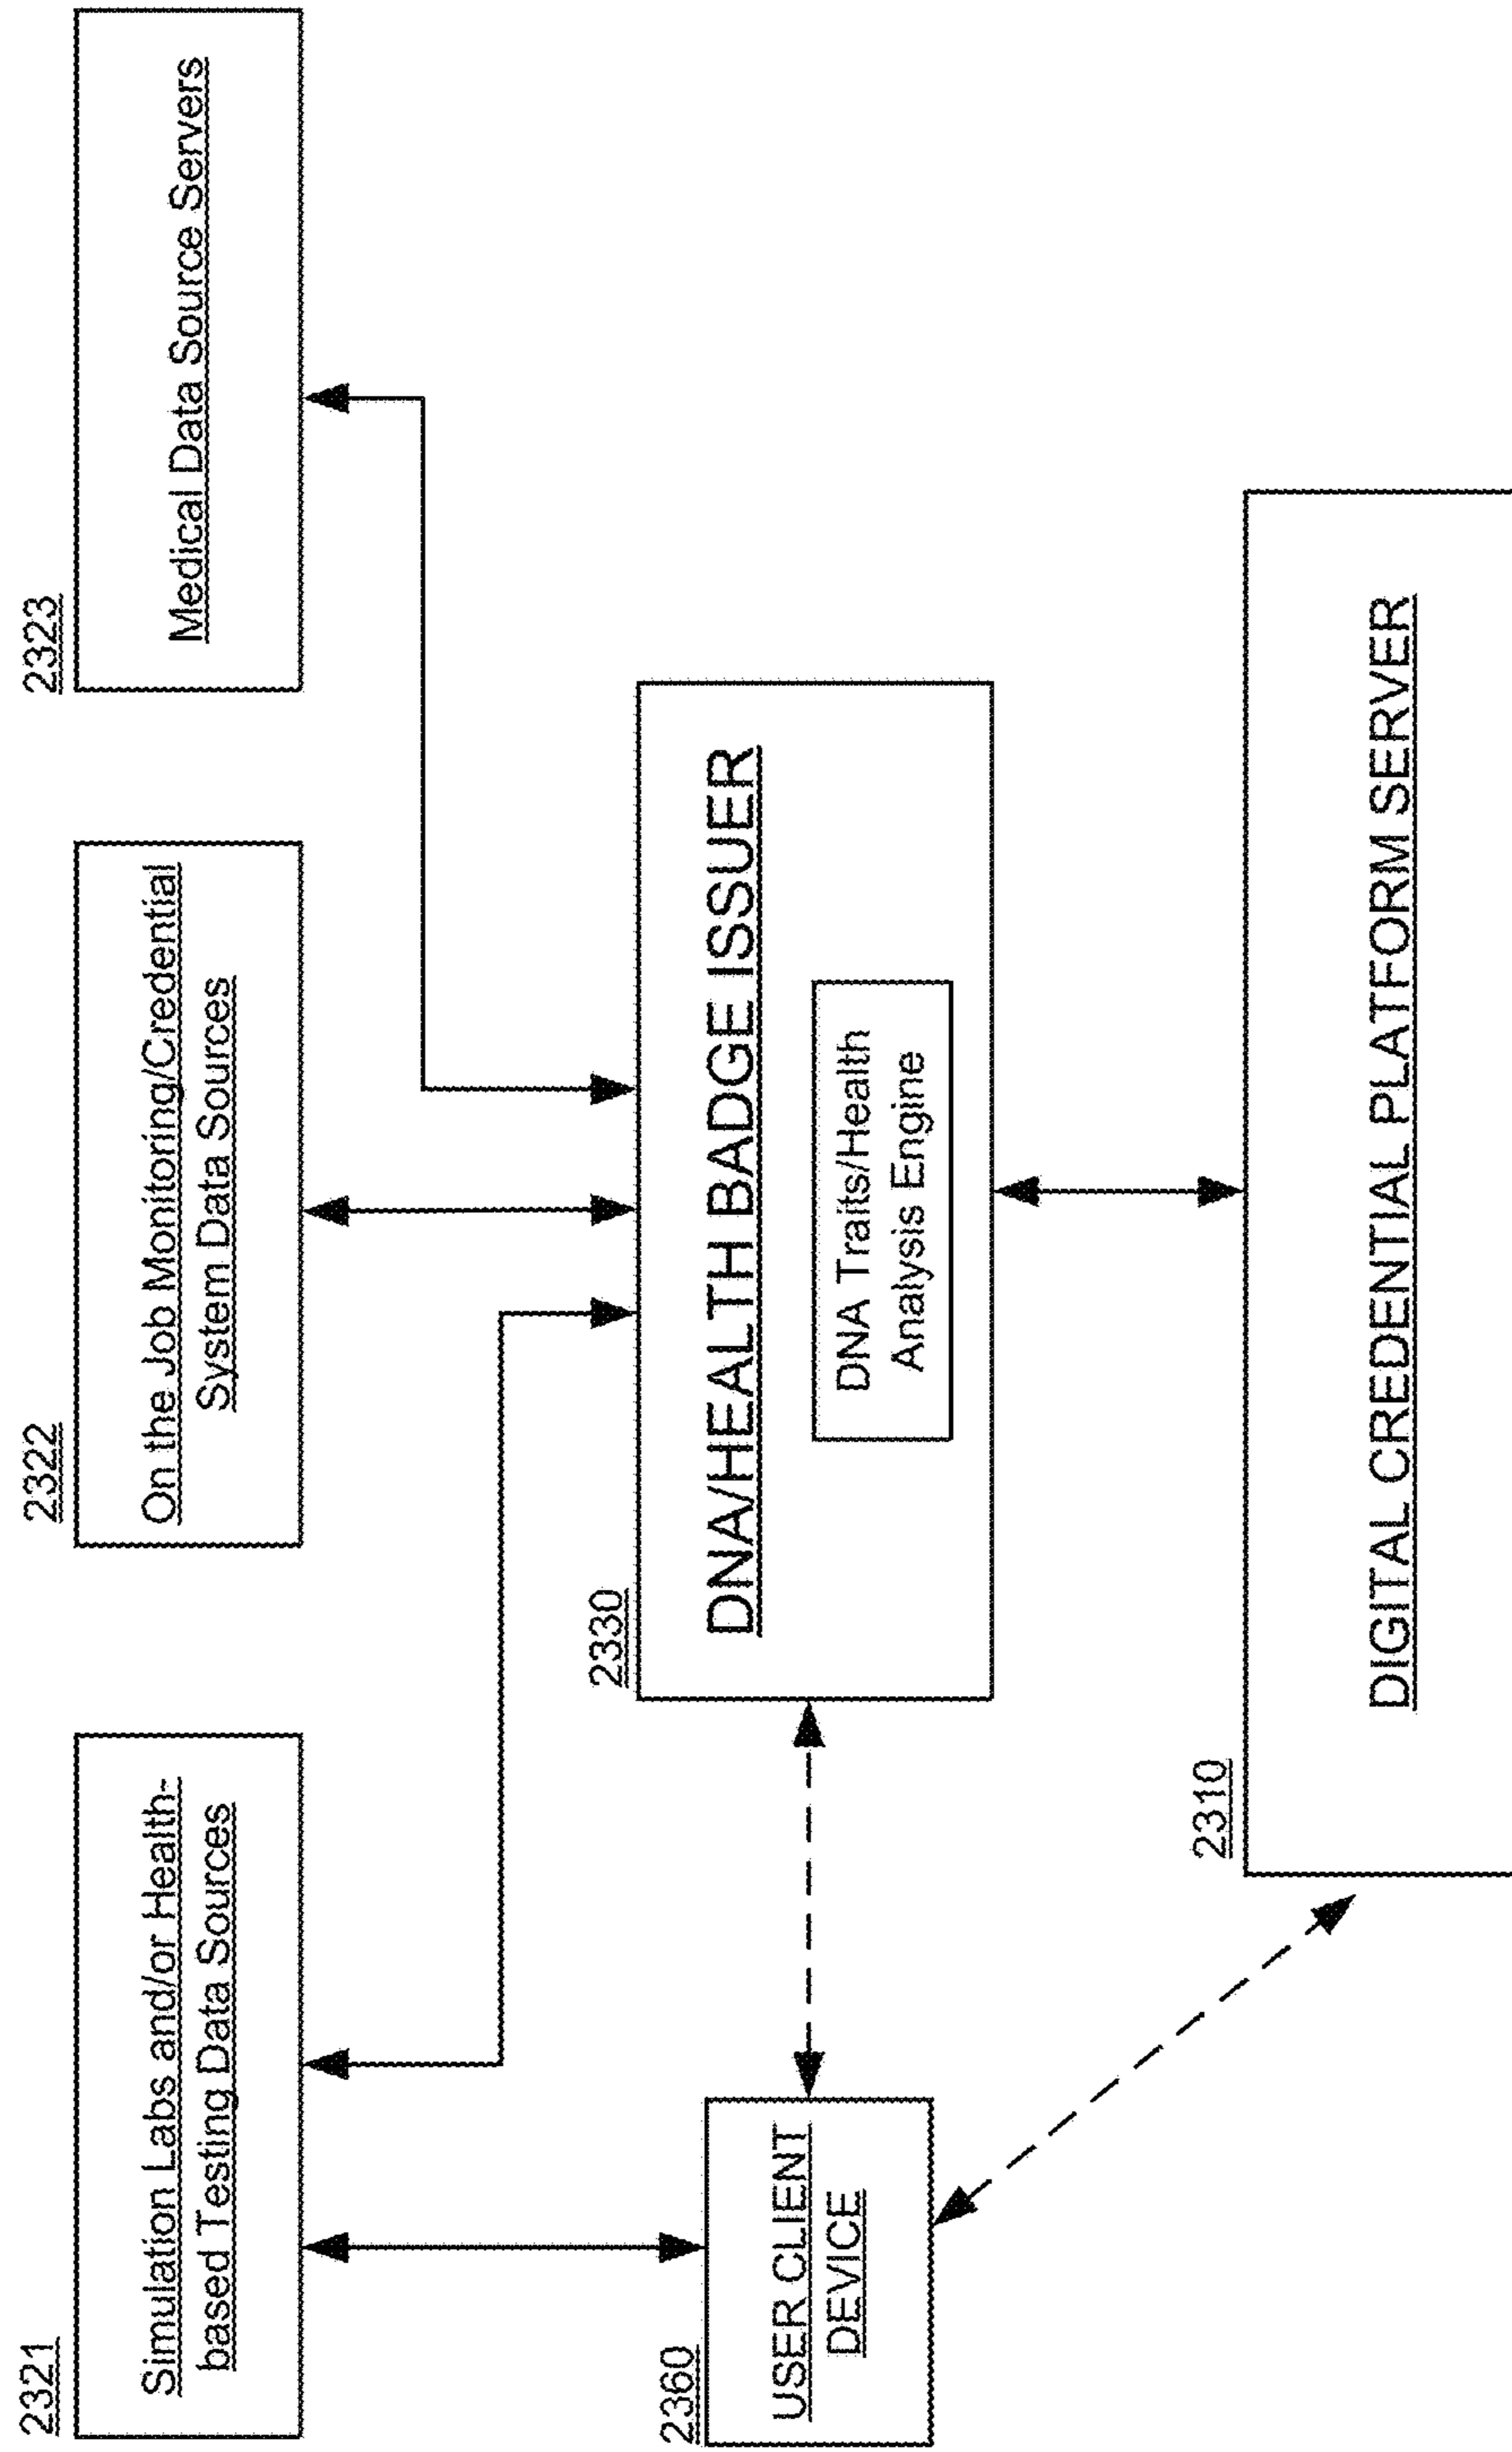 2321
Simulation Labs and/or Health-
based Testing Data Sources
2322
On the Job Monitoring/Credential
System Data Sources
2323
Medical Data Source Servers
2360
USER CLIENT
DEVICE
2330
DNA/HEALTH BADGE ISSUER
DNA Traits/Health
Analysis Engine
2310
DIGITAL CREDENTIAL PLATFORM SERVER